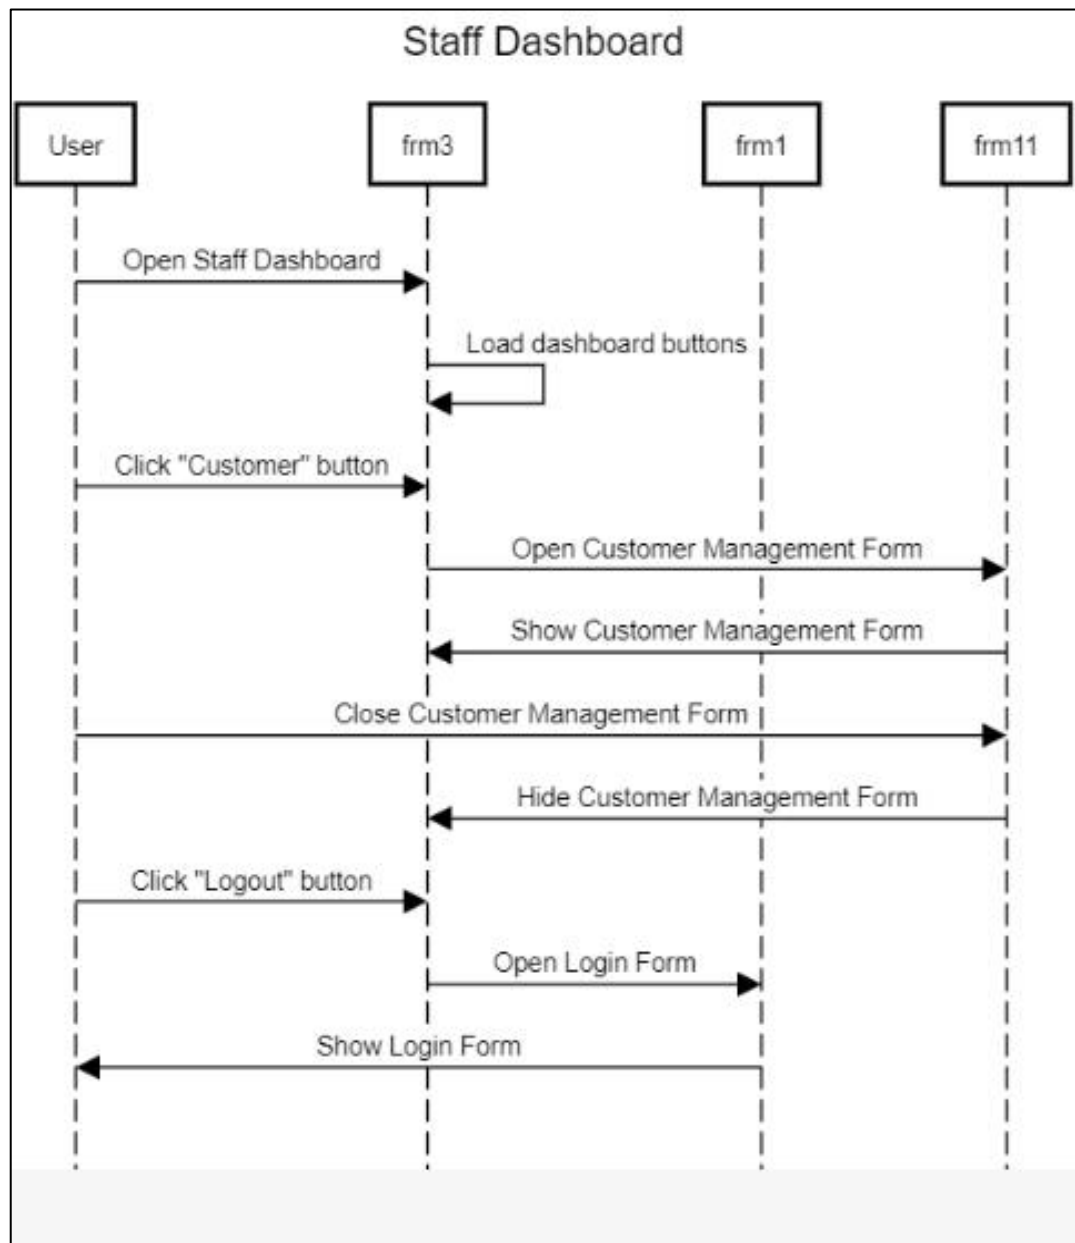 Staff Dashboard
User
frm3
frm1
frm11
Open Staff Dashboard
Load dashboard buttons
Click "Customer" button
Open Customer Management Form
Show Customer Management Form
Close Customer Management Form
Hide Customer Management Form
Click "Logout" button
Open Login Form
Show Login Form